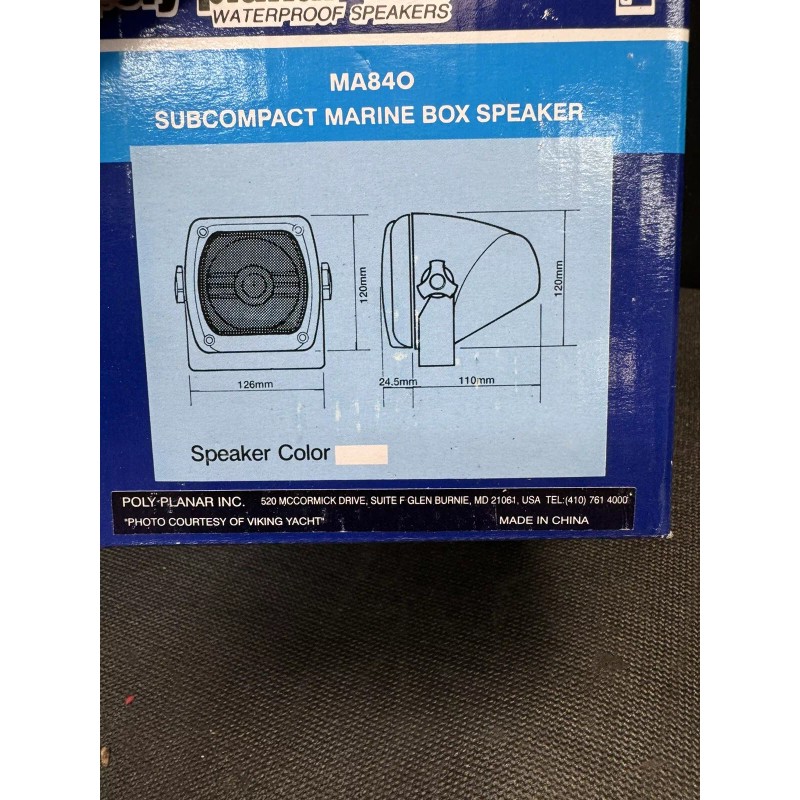 WATERPROOF SPEAKERS
MA840
SUBCOMPACT MARINE BOX SPEAKER
120mm
120mm
126mm
24.5mm
110mm
Speaker Color
POLY-PLANAR INC. 520 MCCORMICK DRIVE, SUITE F GLEN BURNIE, MD 21061, USA TEL:(410) 761 4000
"PHOTO COURTESY OF VIKING YACHT" MADE IN CHINA